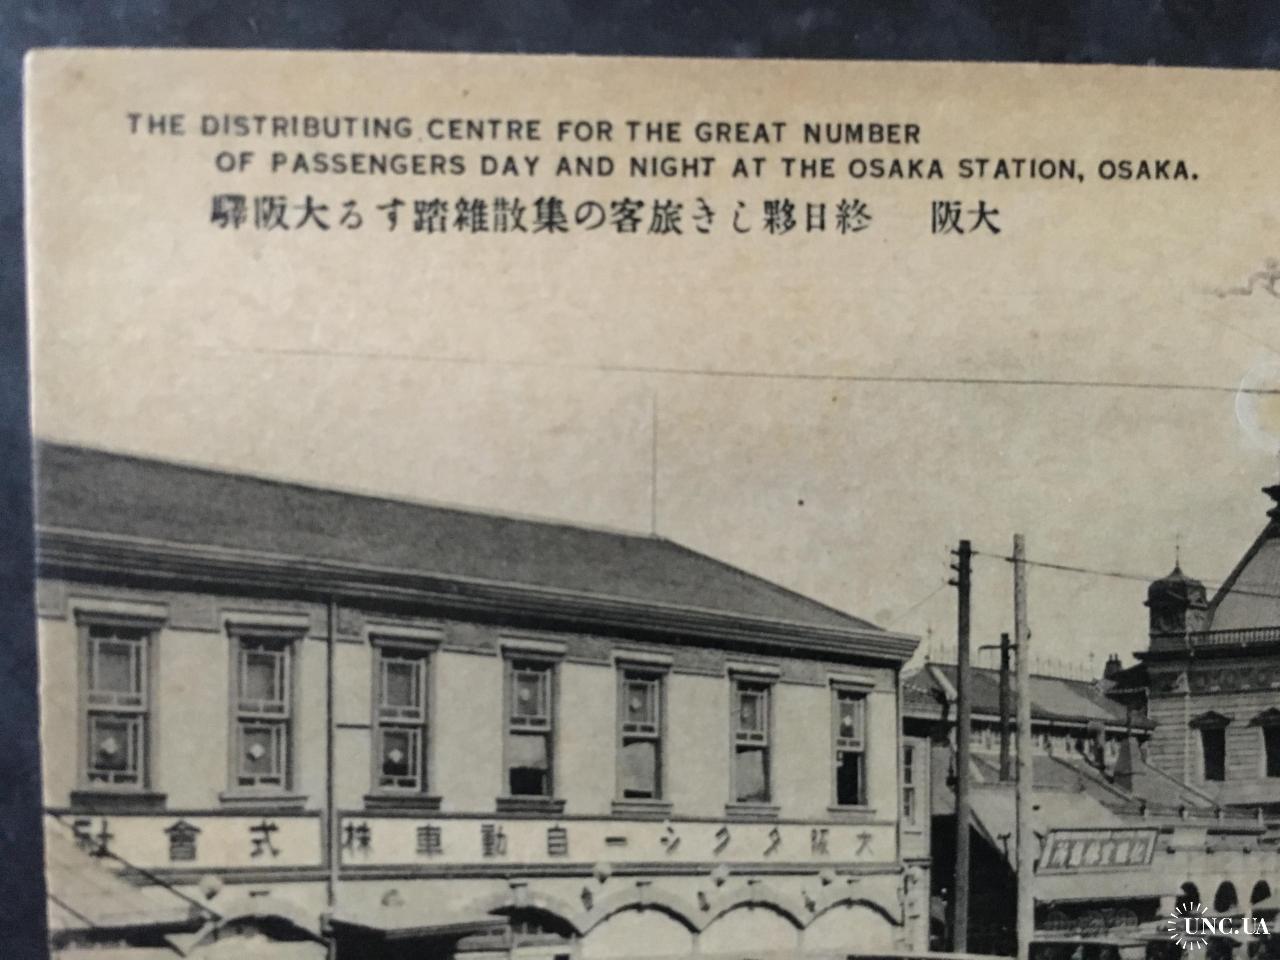 THE DISTRIBUTING CENTRE FOR THE GREAT NUMBER
OF PASSENGERS DAY AND NIGHT AT THE OSAKA STATION, OSAKA.
大阪 終日夥しき旅客の集散雜踏する大阪驛
大阪タクシー自動車株式會社
UNC.UA